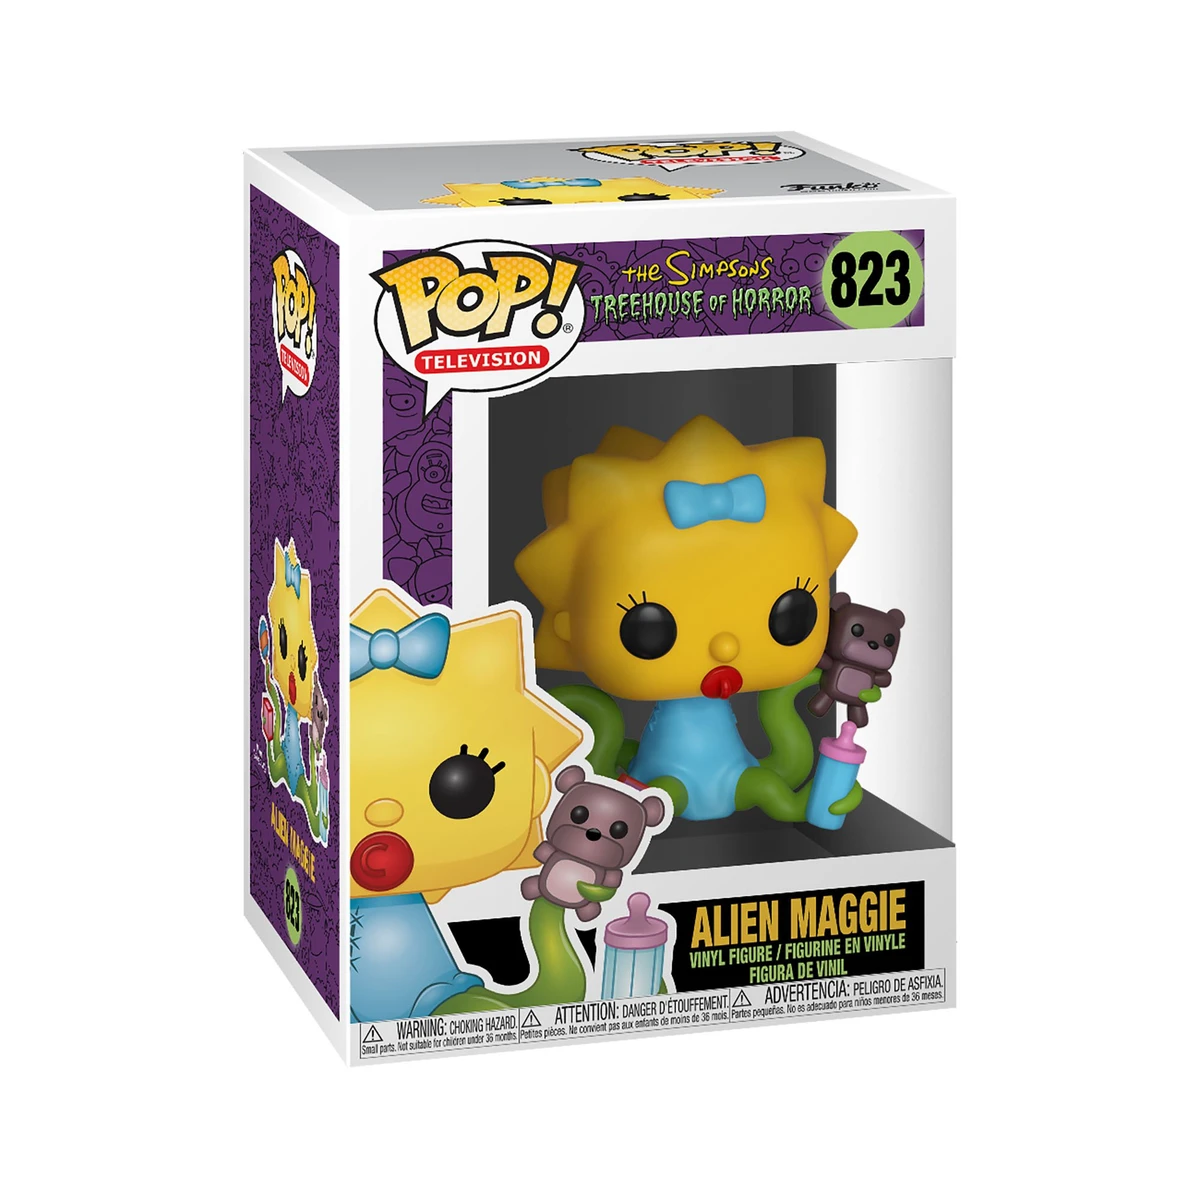 POP!
TELEVISION
Funko
POP!
TELEVISION
ALIEN MAGGIE
823
POP!®
TELEVISION
THE SIMPSONS
TREEHOUSE OF HORROR
823
ALIEN MAGGIE
VINYL FIGURE / FIGURINE EN VINYLE
FIGURA DE VINIL
WARNING: CHOKING HAZARD.
Small parts. Not suitable for children under 36 months.
ATTENTION: DANGER D'ÉTOUFFEMENT.
Petites pièces. Ne convient pas aux enfants de moins de 36 mois.
ADVERTENCIA: PELIGRO DE ASFIXIA.
Partes pequeñas. No es adecuado para niños menores de 36 meses.